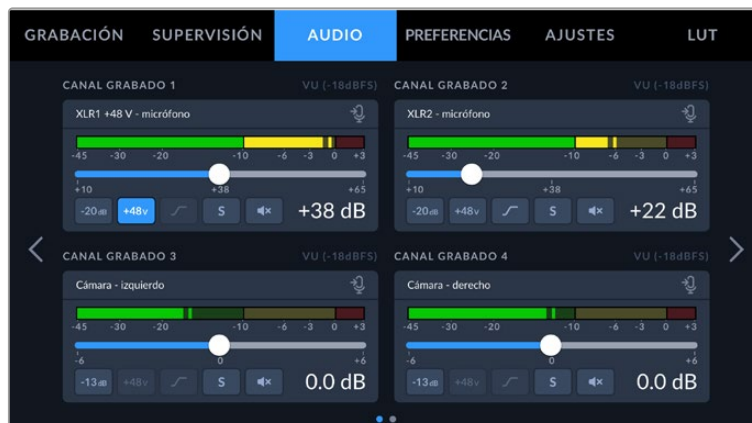 GRABACIÓN SUPERVISIÓN AUDIO PREFERENCIAS AJUSTES LUT
CANAL GRABADO 1 VU (-18dBFS)
XLR1 +48 V - micrófono
-45 -30 -20 -10 -6 -3 0 +3
+10 +38 +65
-20dB +48v S +38 dB
CANAL GRABADO 2 VU (-18dBFS)
XLR2 - micrófono
-45 -30 -20 -10 -6 -3 0 +3
+10 +38 +65
-20dB +48v S +22 dB
CANAL GRABADO 3 VU (-18dBFS)
Cámara - izquierdo
-45 -30 -20 -10 -6 -3 0 +3
-6 0 +6
-13dB +48v S 0.0 dB
CANAL GRABADO 4 VU (-18dBFS)
Cámara - derecho
-45 -30 -20 -10 -6 -3 0 +3
-6 0 +6
-13dB +48v S 0.0 dB